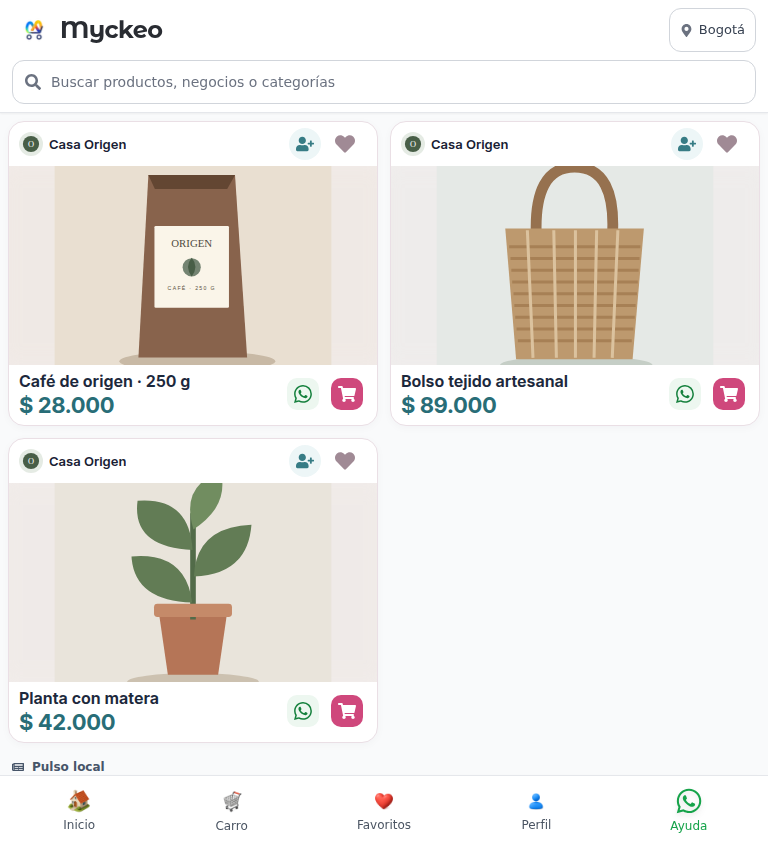 Myckeo
Bogotá
Buscar productos, negocios o categorías
O Casa Origen
ORIGEN
CAFÉ · 250 G
Café de origen · 250 g
$ 28.000
O Casa Origen
Bolso tejido artesanal
$ 89.000
O Casa Origen
Planta con matera
$ 42.000
Pulso local
Inicio
Carro
Favoritos
Perfil
Ayuda